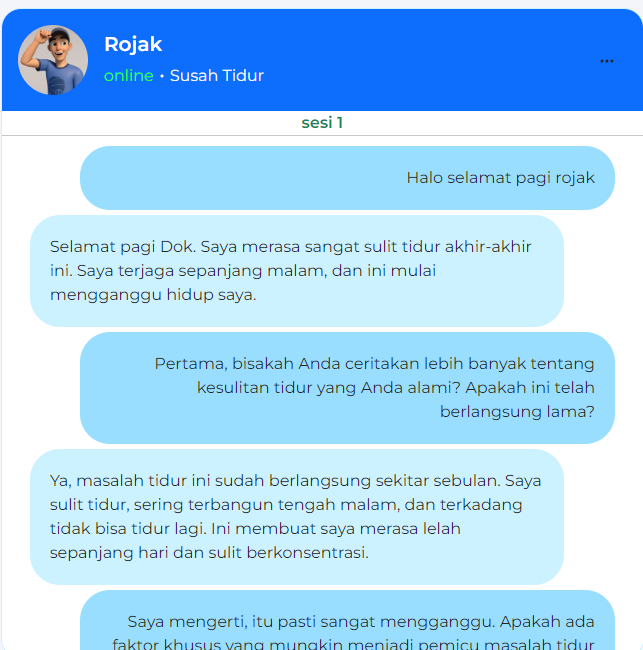 Rojak
online • Susah Tidur
...
sesi 1
Halo selamat pagi rojak
Selamat pagi Dok. Saya merasa sangat sulit tidur akhir-akhir
ini. Saya terjaga sepanjang malam, dan ini mulai
mengganggu hidup saya.
Pertama, bisakah Anda ceritakan lebih banyak tentang
kesulitan tidur yang Anda alami? Apakah ini telah
berlangsung lama?
Ya, masalah tidur ini sudah berlangsung sekitar sebulan. Saya
sulit tidur, sering terbangun tengah malam, dan terkadang
tidak bisa tidur lagi. Ini membuat saya merasa lelah
sepanjang hari dan sulit berkonsentrasi.
Saya mengerti, itu pasti sangat mengganggu. Apakah ada
faktor khusus yang mungkin menjadi pemicu masalah tidur